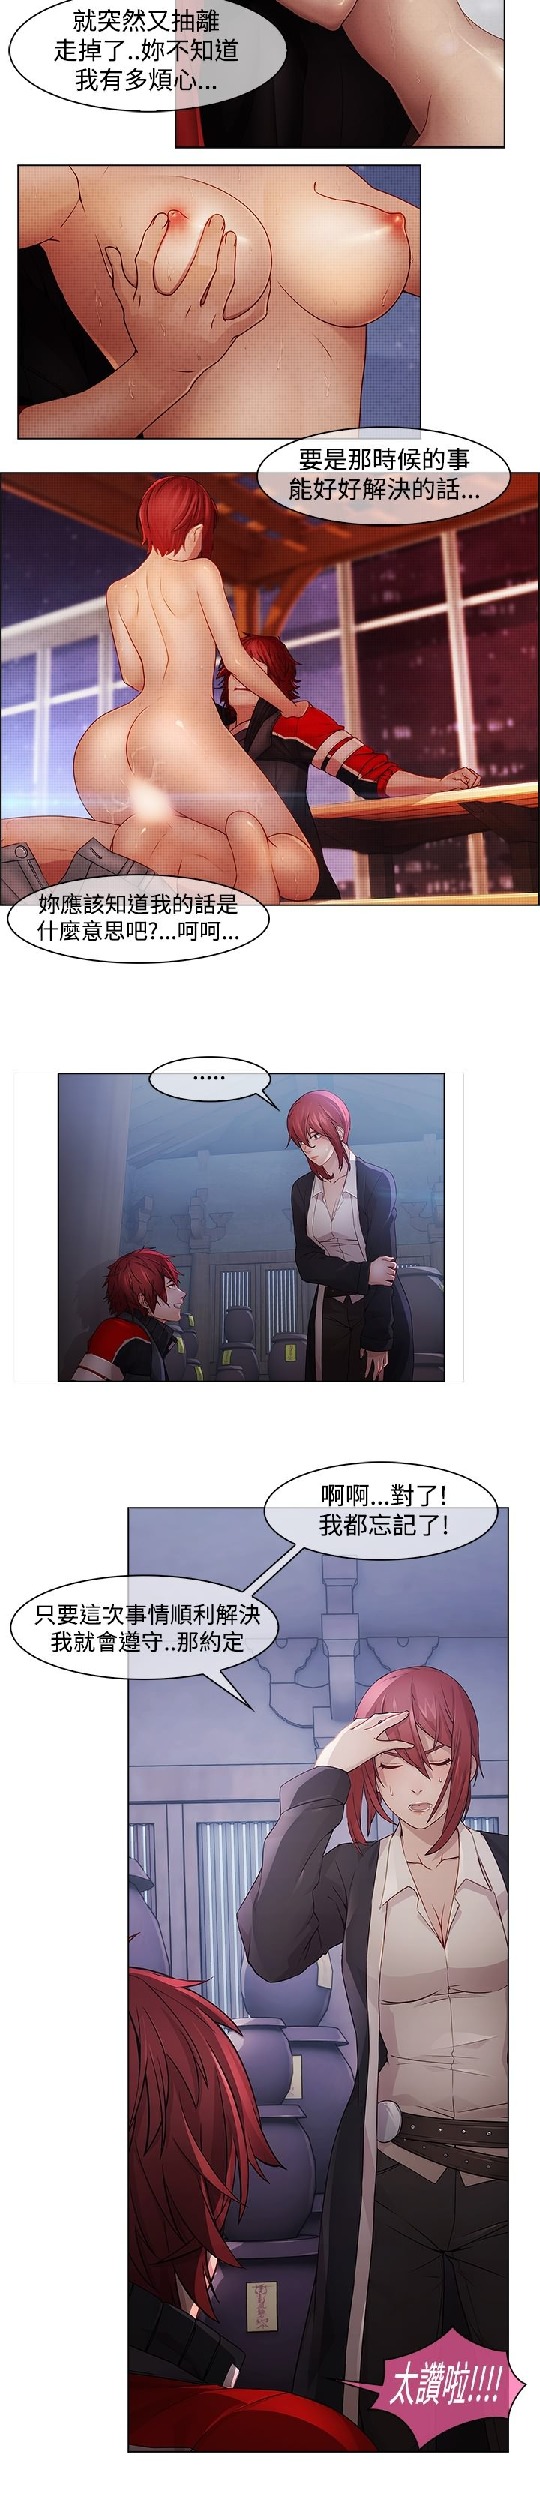 就突然又抽離
走掉了..妳不知道
我有多煩心...
要是那時候的事
能好好解決的話...
妳應該知道我的話是
什麼意思吧?...呵呵...
.....
啊啊...對了!
我都忘記了!
只要這次事情順利解決
我就會遵守..那約定
太讚啦!!!!